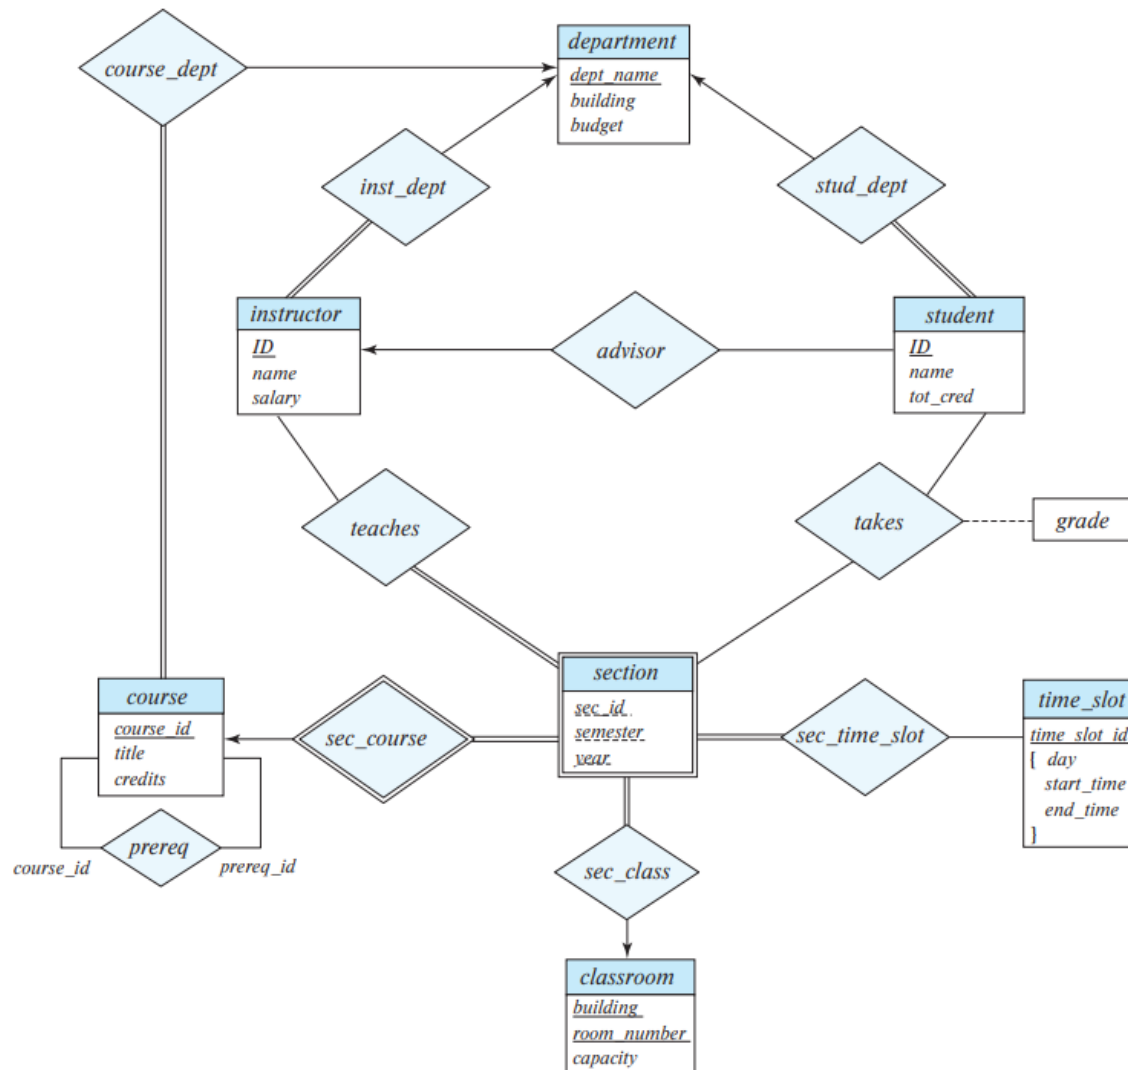 department
course_dept
dept_name
building
budget
inst_dept
stud_dept
instructor
ID
name
salary
advisor
student
ID
name
tot_cred
teaches
takes
grade
course
course_id
title
credits
sec_course
section
sec_id
semester
year
sec_time_slot
time_slot
time_slot_id
{ day
start_time
end_time
}
prereq
course_id
prereq_id
sec_class
classroom
building
room_number
capacity